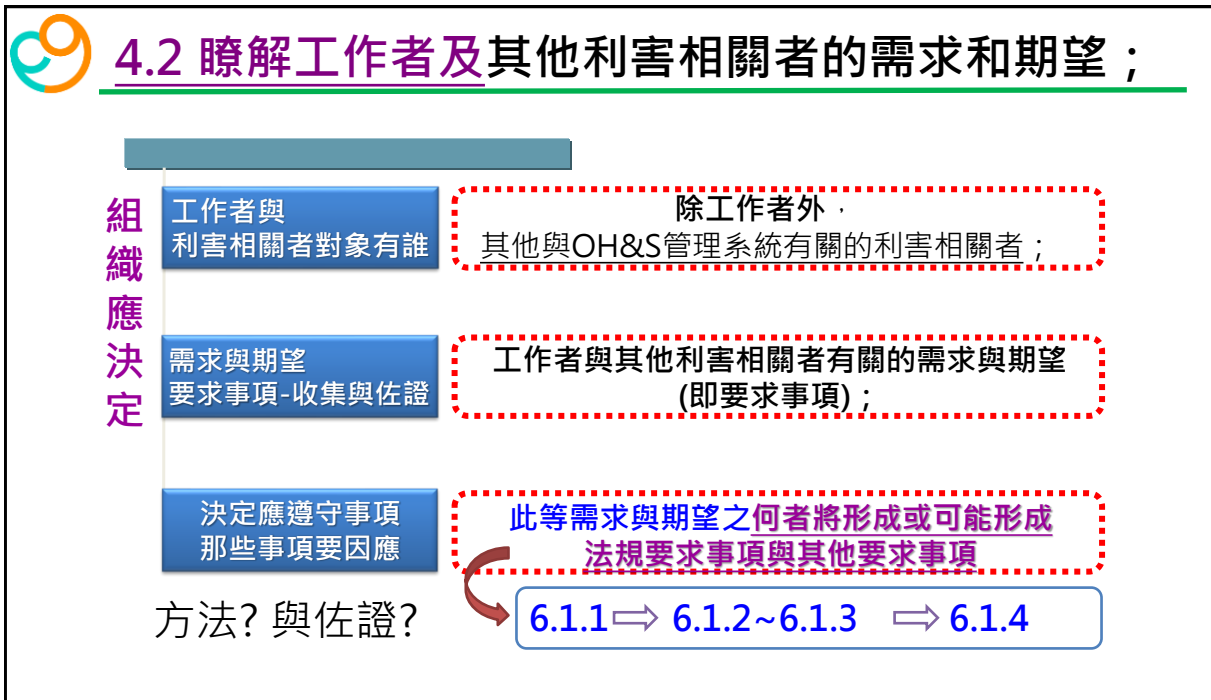 4.2 瞭解工作者及其他利害相關者的需求和期望；
組織應決定
工作者與
利害相關者對象有誰
除工作者外，
其他與OH&S管理系統有關的利害相關者；
需求與期望
要求事項-收集與佐證
工作者與其他利害相關者有關的需求與期望
(即要求事項)；
決定應遵守事項
那些事項要因應
此等需求與期望之何者將形成或可能形成
法規要求事項與其他要求事項
方法? 與佐證?
6.1.1 ⇨ 6.1.2~6.1.3 ⇨ 6.1.4